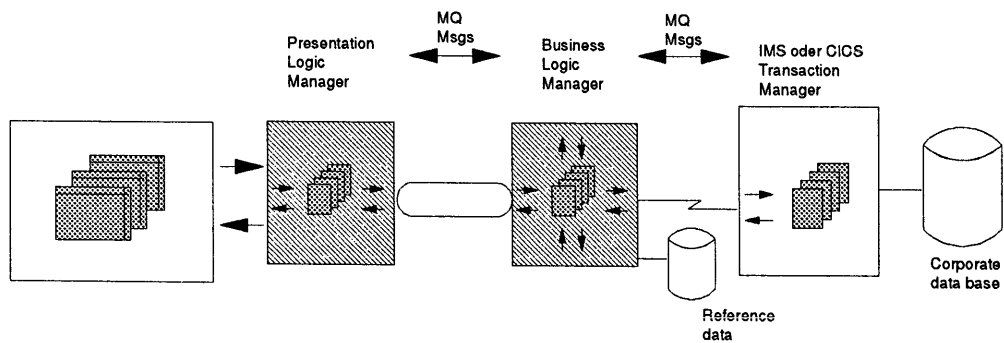 MQ
Msgs
MQ
Msgs
Presentation
Logic
Manager
Business
Logic
Manager
IMS oder CICS
Transaction
Manager
Corporate
data base
Reference
data